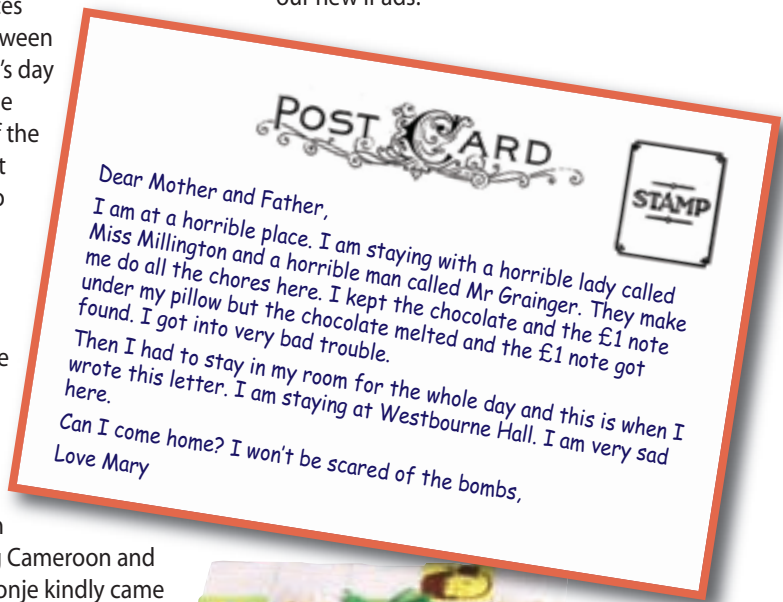 ween
's day
e
the
our new iPads.
POST CARD
STAMP
Dear Mother and Father,
I am at a horrible place. I am staying with a horrible lady called
Miss Millington and a horrible man called Mr Grainger. They make
me do all the chores here. I kept the chocolate and the £1 note
under my pillow but the chocolate melted and the £1 note got
found. I got into very bad trouble.
Then I had to stay in my room for the whole day and this is when I
wrote this letter. I am staying at Westbourne Hall. I am very sad
here.
Can I come home? I won't be scared of the bombs,
Love Mary
Cameroon and
onje kindly came